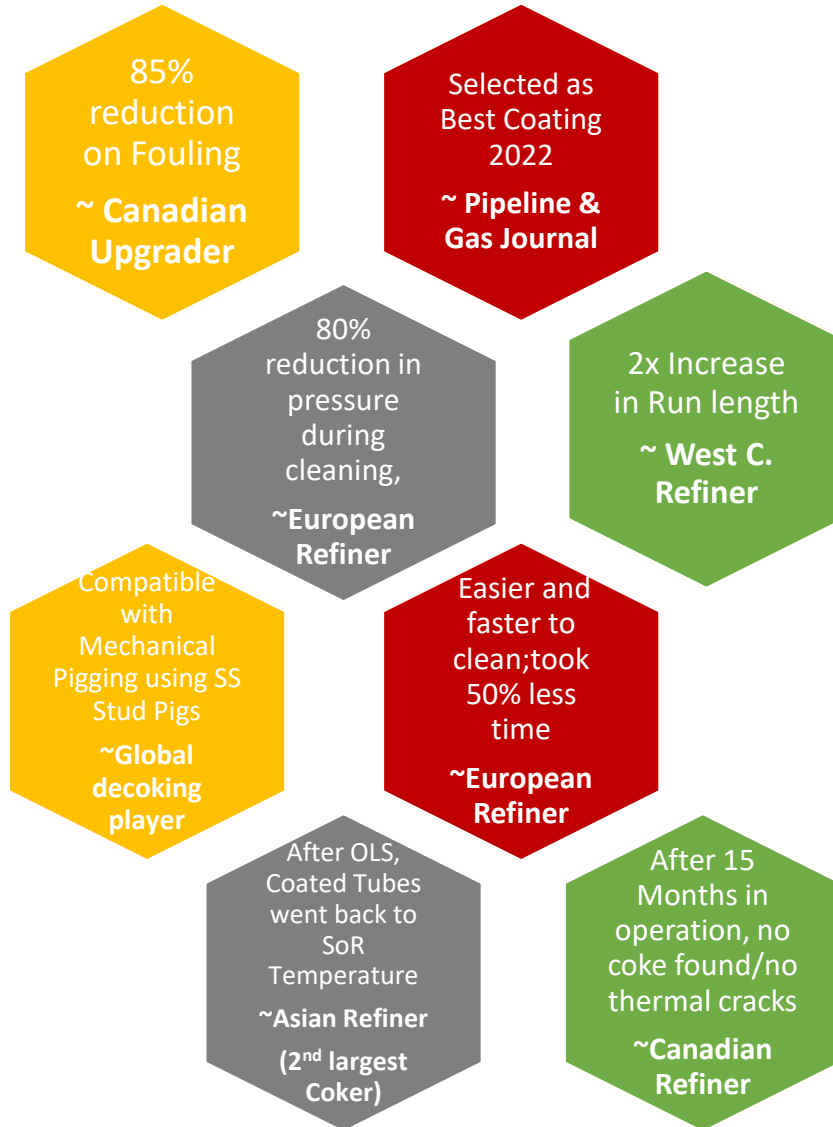 85%
reduction
on Fouling
~ Canadian
Upgrader
Selected as
Best Coating
2022
~ Pipeline &
Gas Journal
80%
reduction in
pressure
during
cleaning,
~European
Refiner
2x Increase
in Run length
~ West C.
Refiner
Compatible
with
Mechanical
Pigging using SS
Stud Pigs
~Global
decoking
player
Easier and
faster to
clean;took
50% less
time
~European
Refiner
After OLS,
Coated Tubes
went back to
SoR
Temperature
~Asian Refiner
(2nd largest
Coker)
After 15
Months in
operation, no
coke found/no
thermal cracks
~Canadian
Refiner